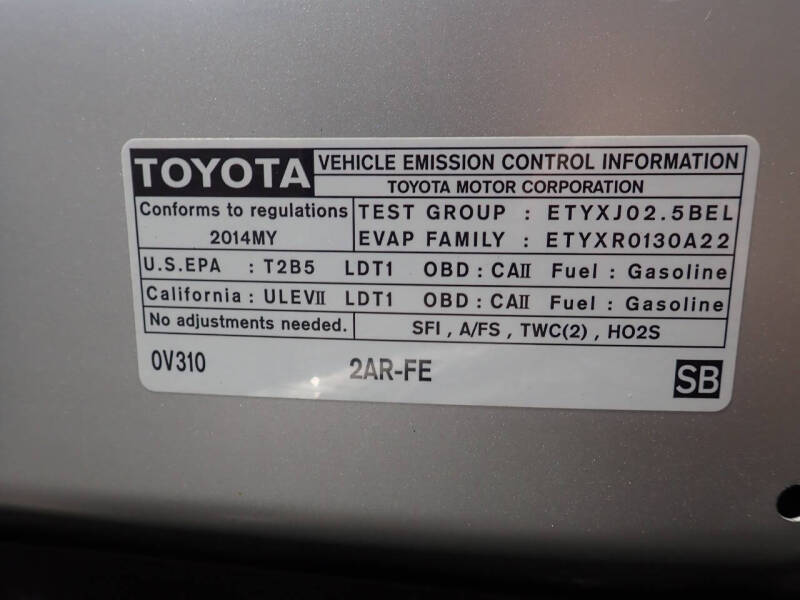 TOYOTA VEHICLE EMISSION CONTROL INFORMATION
TOYOTA MOTOR CORPORATION
Conforms to regulations
2014MY
TEST GROUP : ETYXJ02.5BEL
EVAP FAMILY : ETYXR0130A22
U.S.EPA : T2B5 LDT1 OBD : CAII Fuel : Gasoline
California : ULEVII LDT1 OBD : CAII Fuel : Gasoline
No adjustments needed. SFI , A/FS , TWC(2) , HO2S
0V310 2AR-FE SB